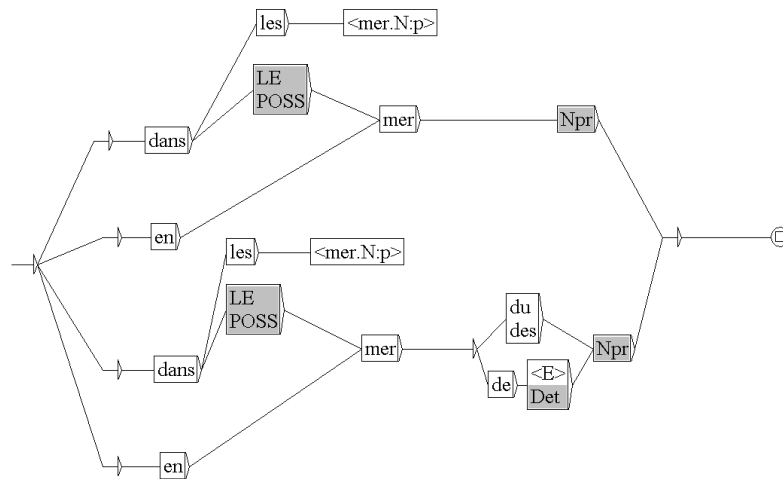 les <mer.N:p>
LE
POSS
dans
mer
Npr
en
les <mer.N:p>
LE
POSS
du
des
mer
Npr
dans
de
<E>
Det
en